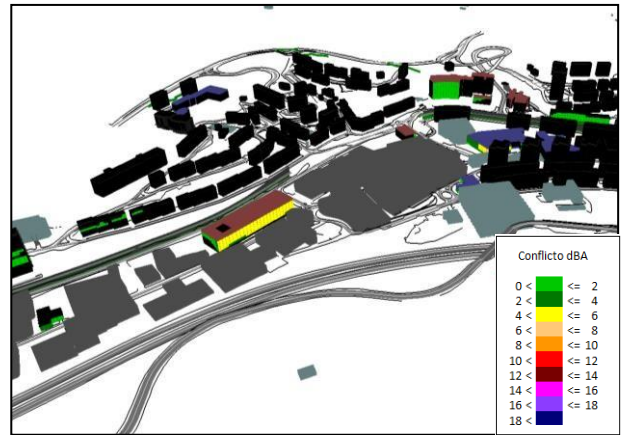 Conflicto dBA
0 < <= 2
2 < <= 4
4 < <= 6
6 < <= 8
8 < <= 10
10 < <= 12
12 < <= 14
14 < <= 16
16 < <= 18
18 <